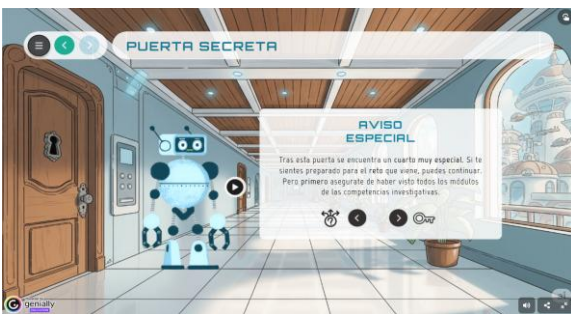 PUERTA SECRETA
AVISO
ESPECIAL
Tras esta puerta se encuentra un cuarto muy especial. Si te
sientes preparado para el reto que viene, puedes continuar.
Pero primero asegurate de haber visto todos los módulos
de las competencias investigativas.
genially